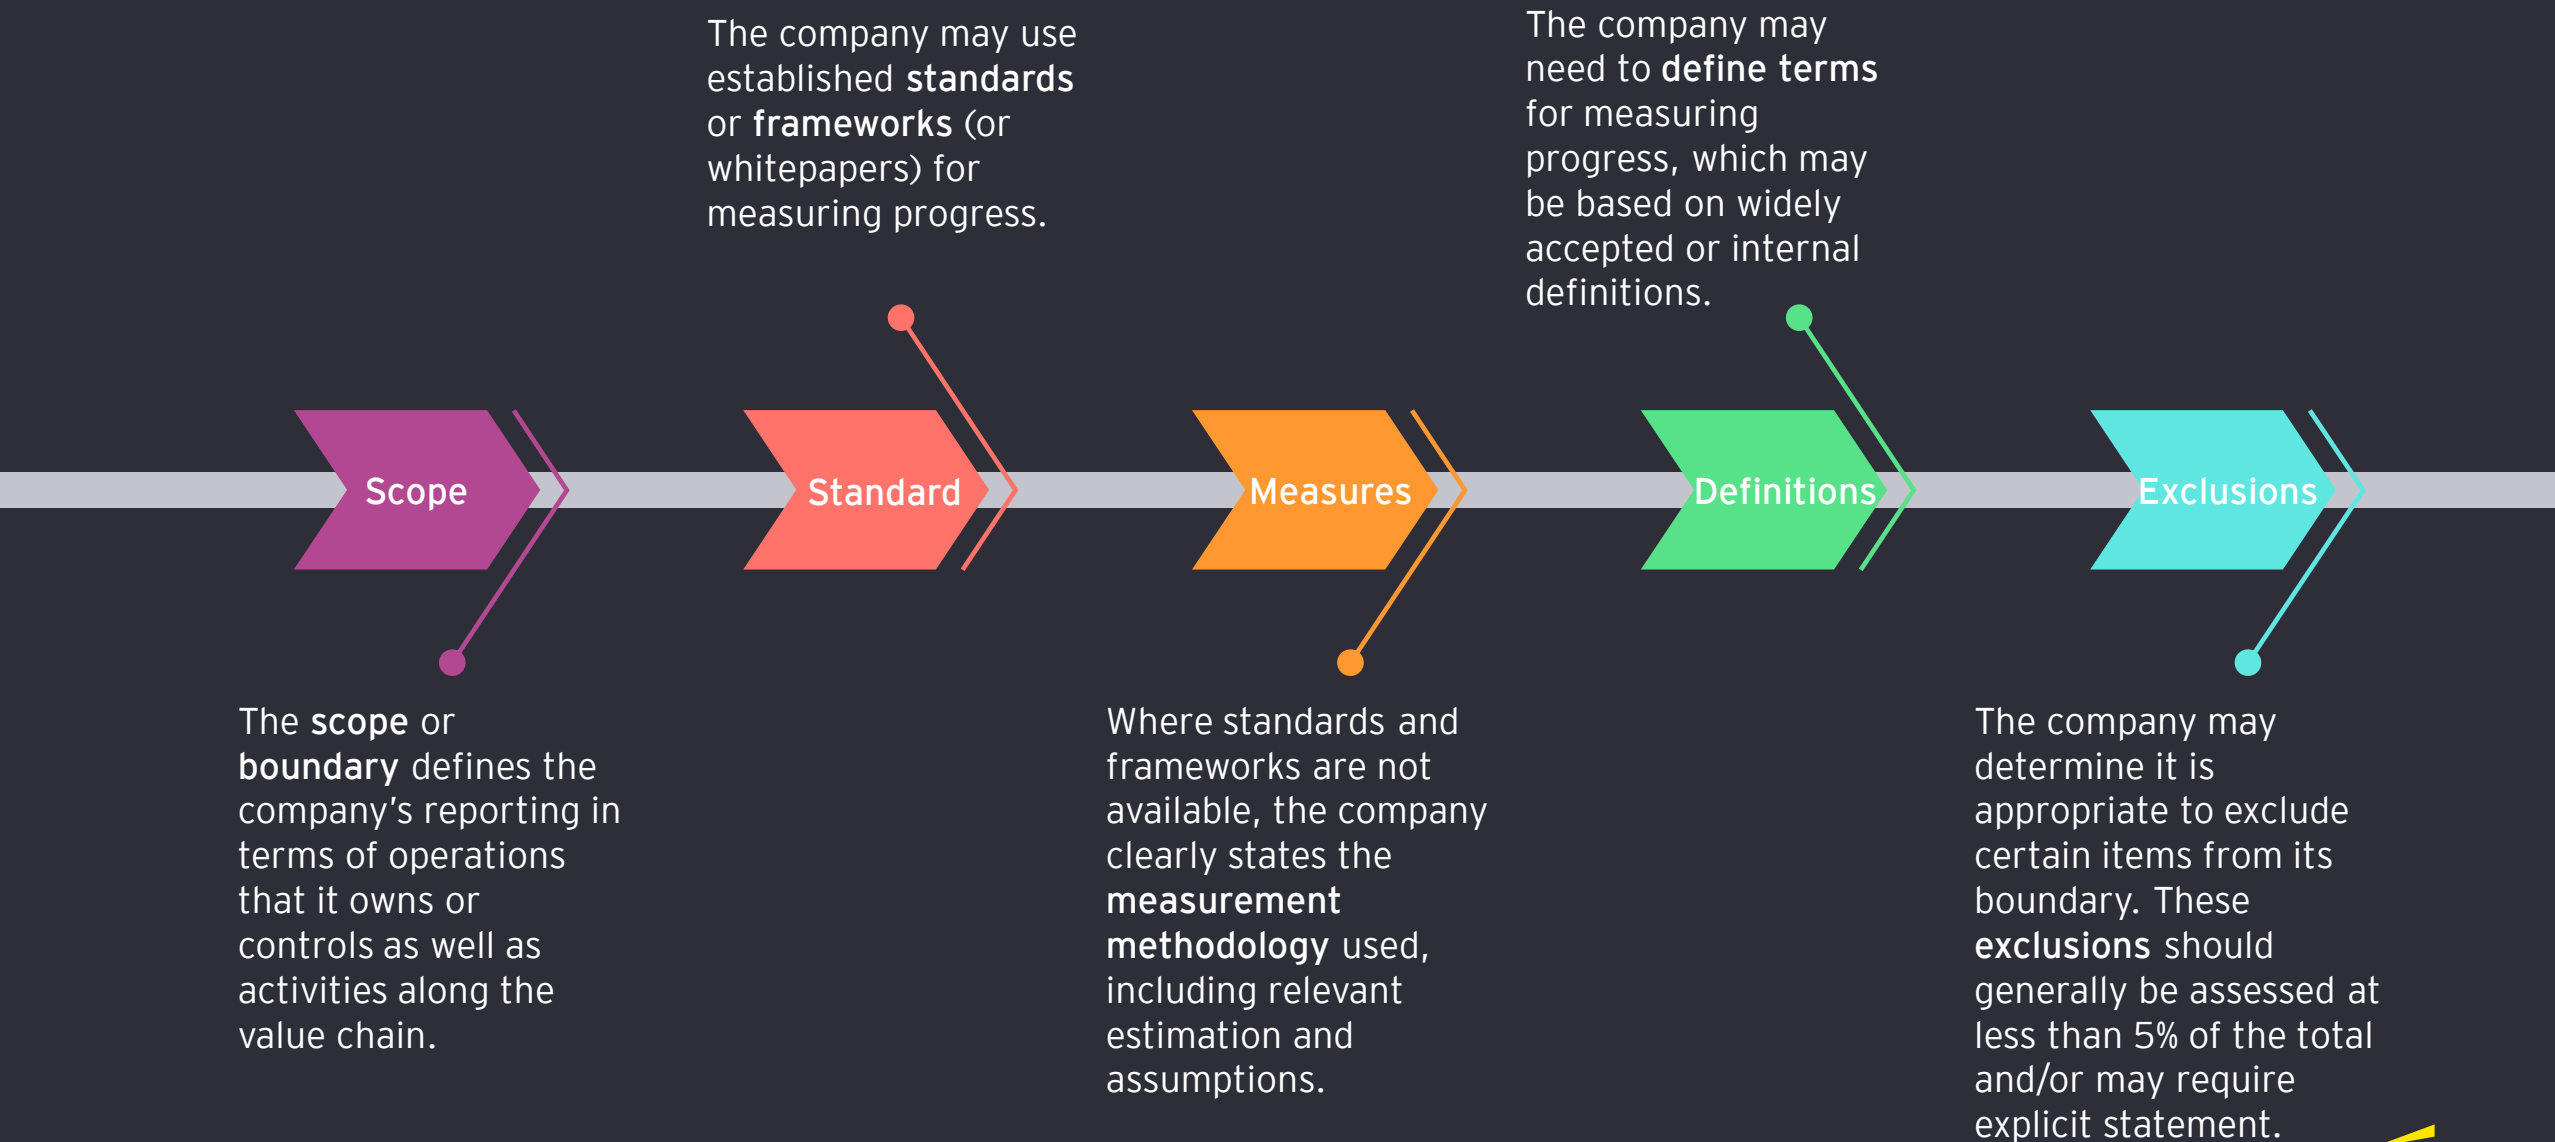 The company may use
established standards
or frameworks (or
whitepapers) for
measuring progress.
The company may
need to define terms
for measuring
progress, which may
be based on widely
accepted or internal
definitions.
Scope
Standard
Measures
Definitions
Exclusions
The scope or
boundary defines the
company's reporting in
terms of operations
that it owns or
controls as well as
activities along the
value chain.
Where standards and
frameworks are not
available, the company
clearly states the
measurement
methodology used,
including relevant
estimation and
assumptions.
The company may
determine it is
appropriate to exclude
certain items from its
boundary. These
exclusions should
generally be assessed at
less than 5% of the total
and/or may require
explicit statement.